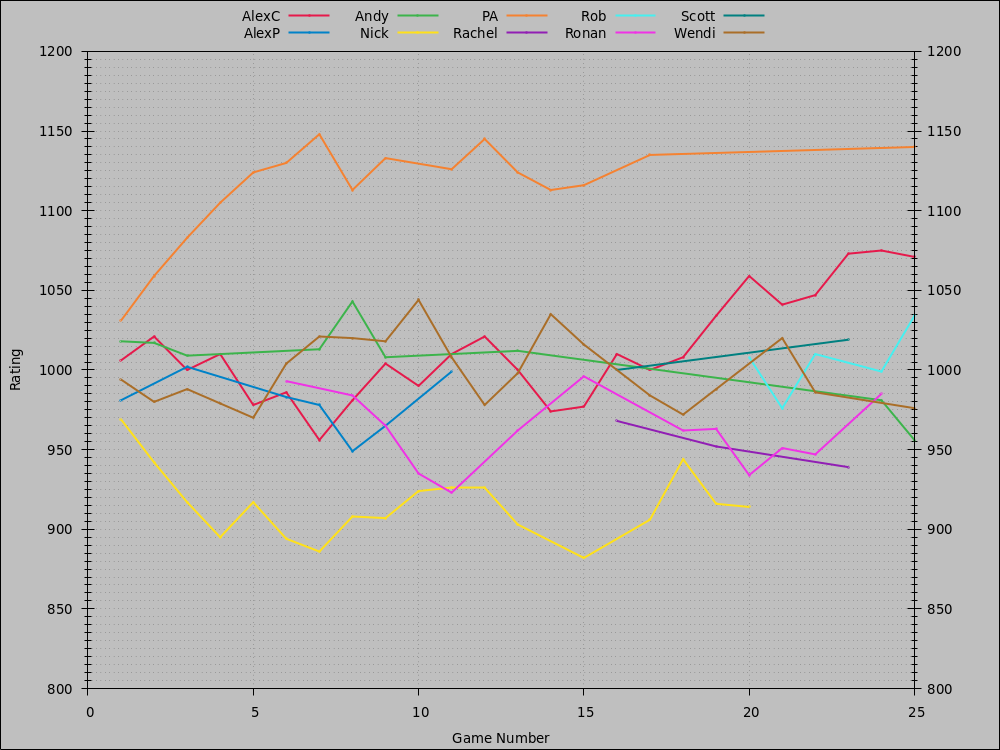 AlexC Andy PA Rob Scott
AlexP Nick Rachel Ronan Wendi
1200 1200
1150 1150
1100 1100
1050 1050
Rating
1000 1000
950 950
900 900
850 850
800 800
0 5 10 15 20 25
Game Number